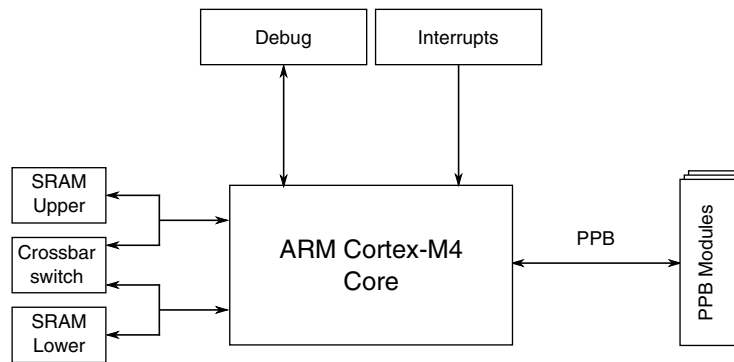 Debug
Interrupts
SRAM
Upper
Crossbar
switch
SRAM
Lower
ARM Cortex-M4
Core
PPB
PPB Modules